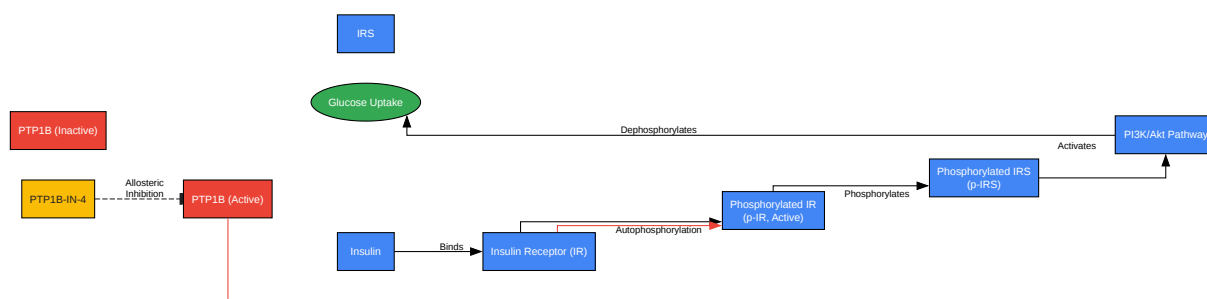 IRS
Glucose Uptake
Dephosphorylates
PTP1B (Inactive)
PI3K/Akt Pathway
Activates
Allosteric
Inhibition
PTP1B-IN-4
PTP1B (Active)
Phosphorylated IRS
(p-IRS)
Phosphorylates
Phosphorylated IR
(p-IR, Active)
Autophosphorylation
Insulin
Binds
Insulin Receptor (IR)